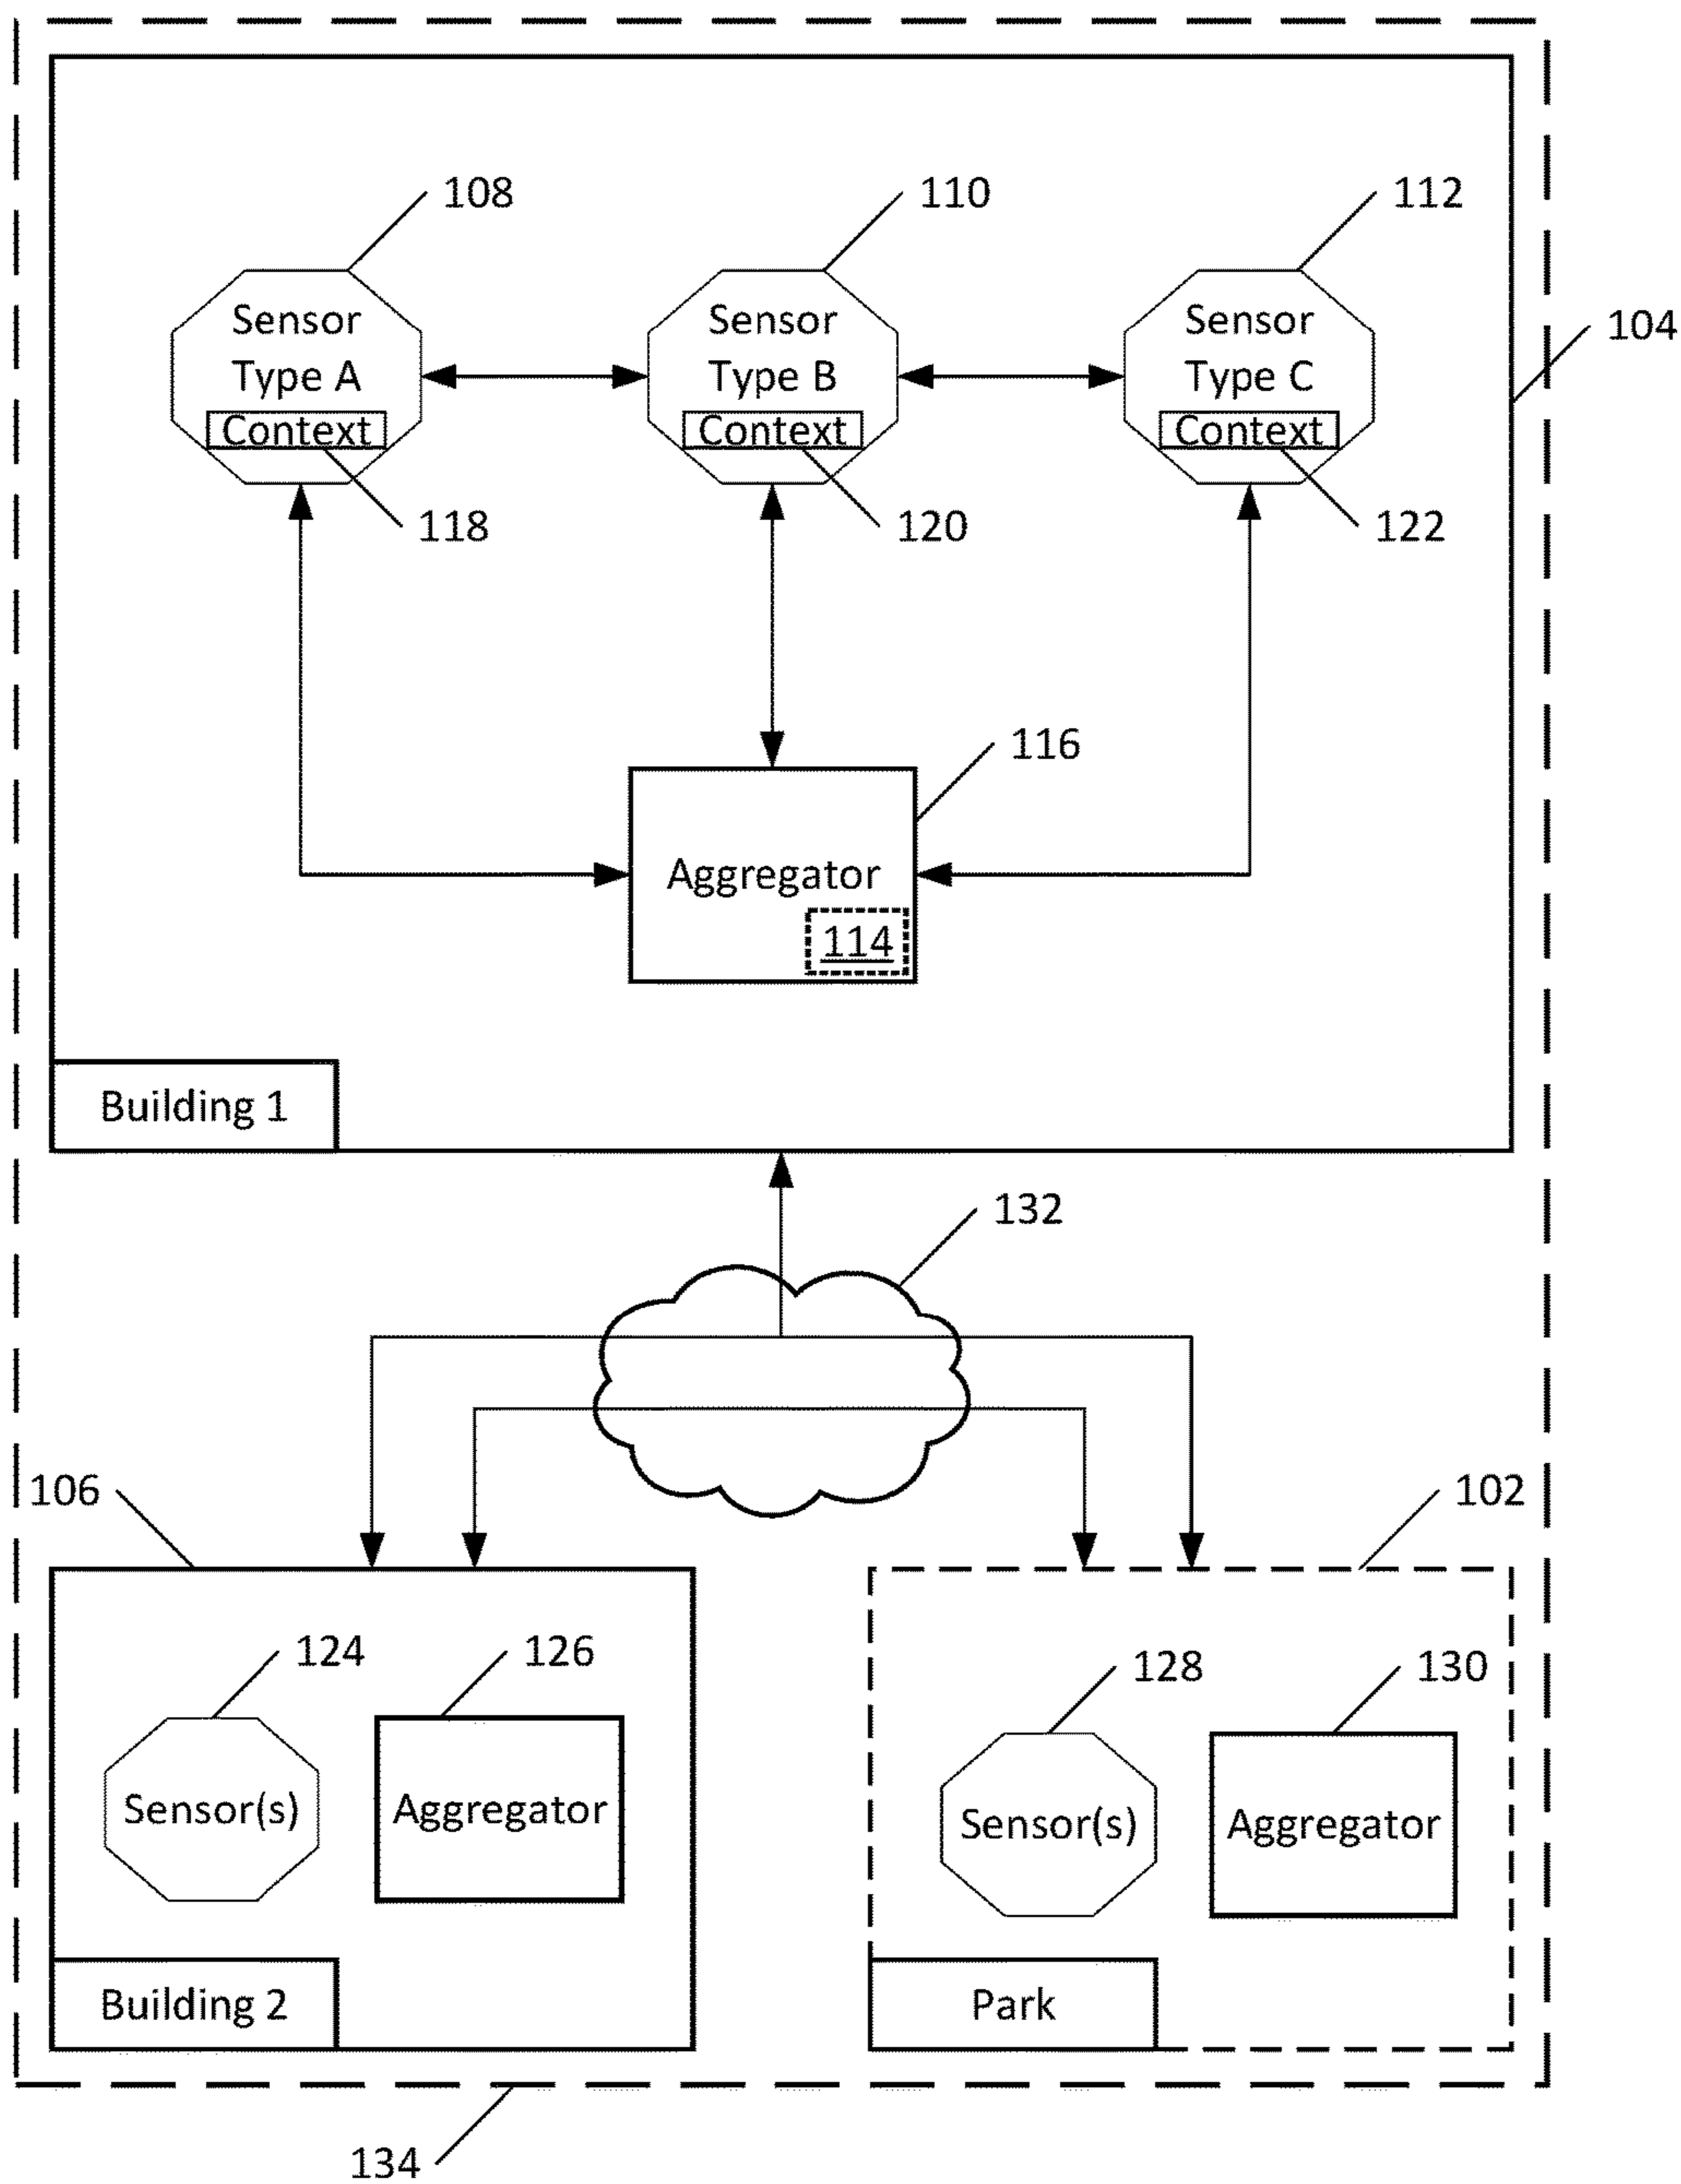 108
110
112
Sensor
Type A
Context
Sensor
Type B
Context
Sensor
Type C
Context
104
118
120
122
116
Aggregator
114
Building 1
132
106
102
124
126
128
130
Sensor(s)
Aggregator
Sensor(s)
Aggregator
Building 2
Park
134